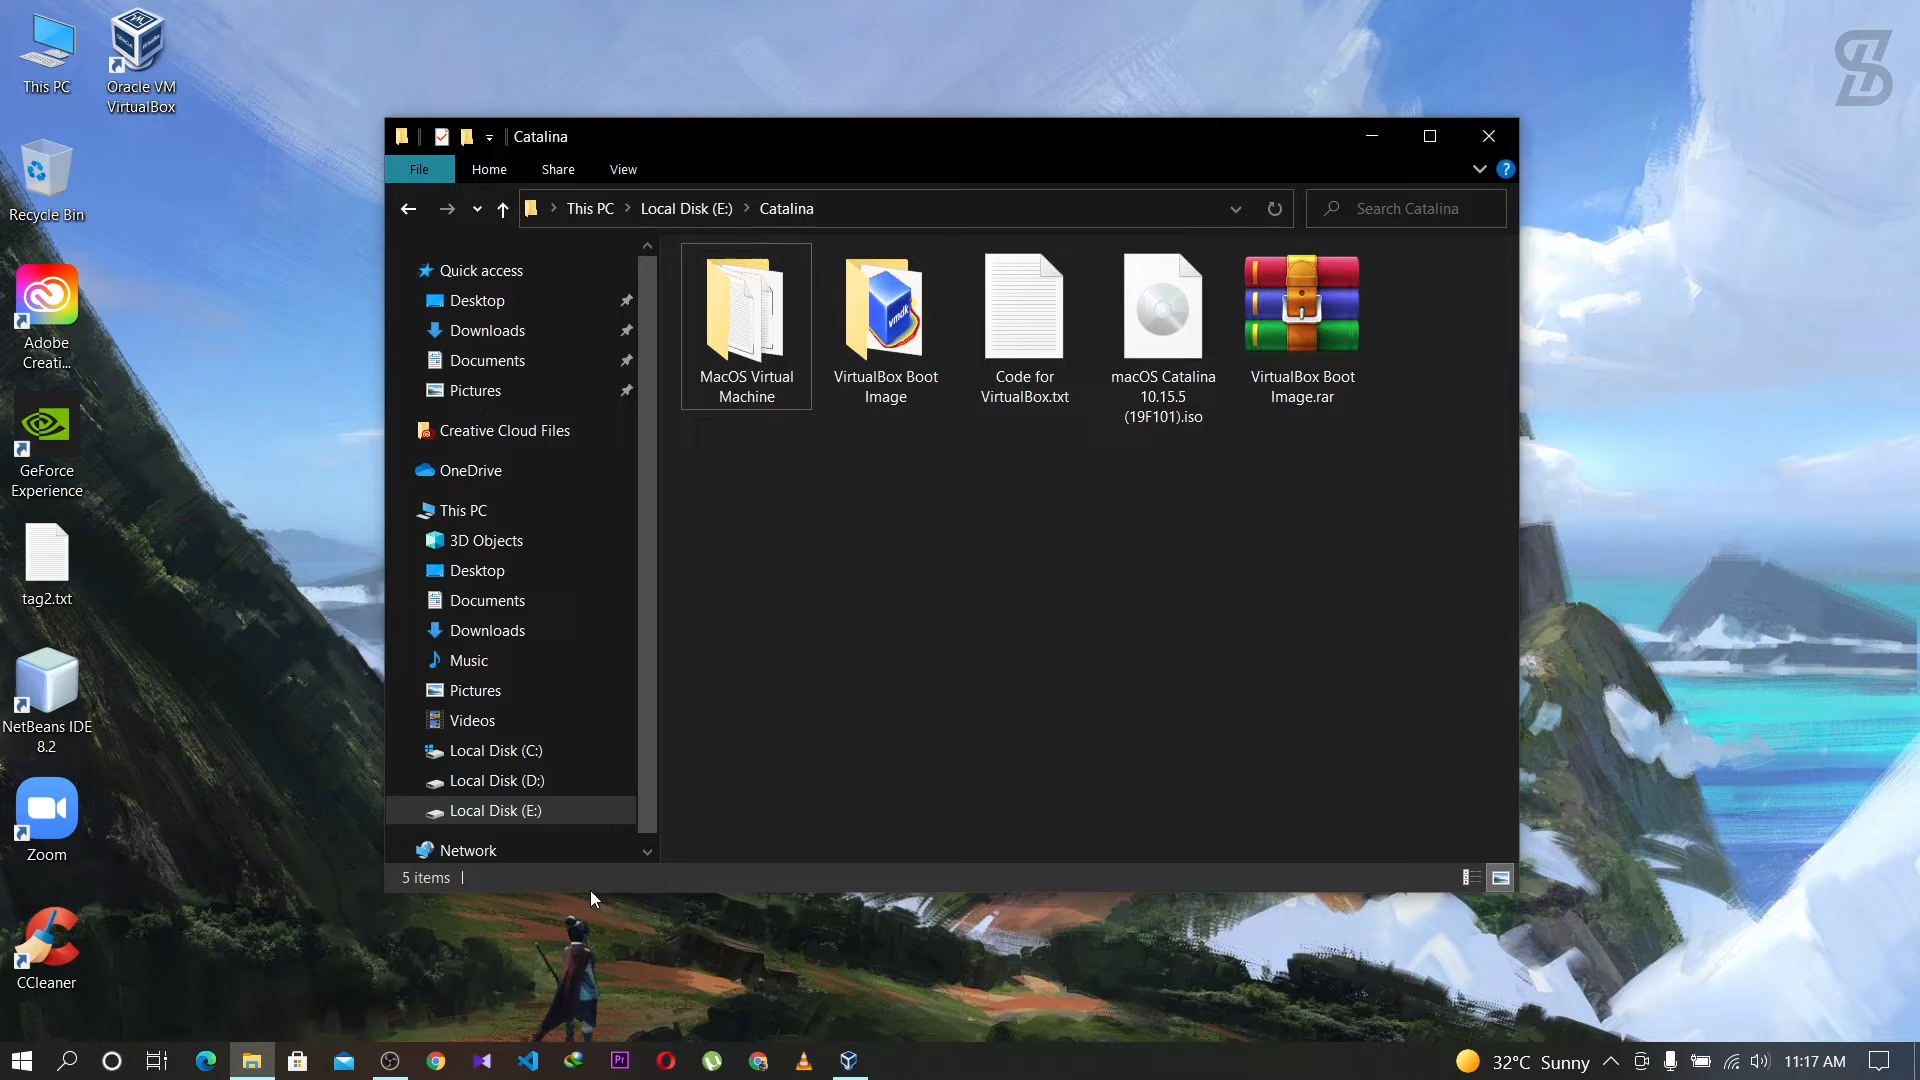 This PC
Oracle VM
VirtualBox
Recycle Bin
Adobe
Creati...
GeForce
Experience
tag2.txt
NetBeans IDE
8.2
Zoom
CCleaner
Catalina
File
Home
Share
View
This PC
Local Disk (E:)
Catalina
Search Catalina
Quick access
Desktop
Downloads
Documents
Pictures
Creative Cloud Files
OneDrive
This PC
3D Objects
Desktop
Documents
Downloads
Music
Pictures
Videos
Local Disk (C:)
Local Disk (D:)
Local Disk (E:)
Network
MacOS Virtual
Machine
vmdk
VirtualBox Boot
Image
Code for
VirtualBox.txt
macOS Catalina
10.15.5
(19F101).iso
VirtualBox Boot
Image.rar
5 items
Pr
32°C Sunny
11:17 AM